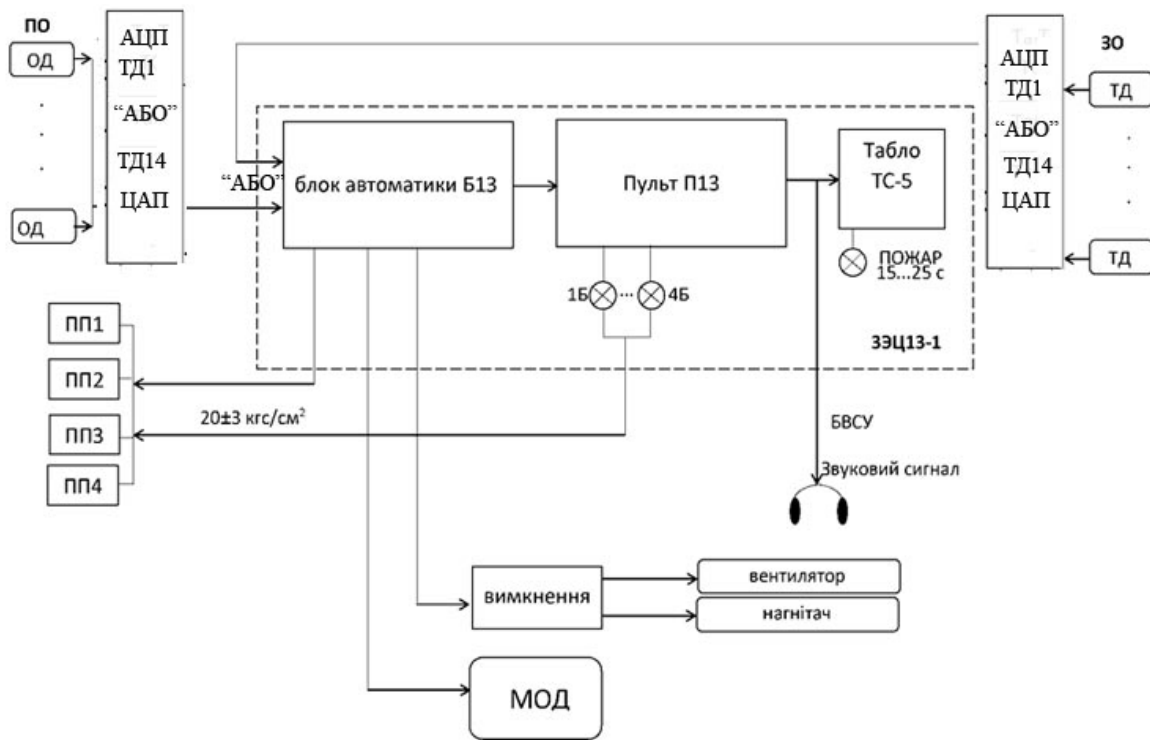 ПО
ОД
ОД
АЦП
ТД1
“АБО”
ТД14
ЦАП
“АБО”
блок автоматики Б13
Пульт П13
Табло
ТС-5
ПОЖАР
15...25 с
1Б
...
4Б
ЗЭЦ13-1
АЦП
ТД1
“АБО”
ТД14
ЦАП
ЗО
ТД
ТД
ПП1
ПП2
ПП3
ПП4
20±3 кгс/см²
БВСУ
Звуковий сигнал
вимкнення
вентилятор
нагнітач
МОД